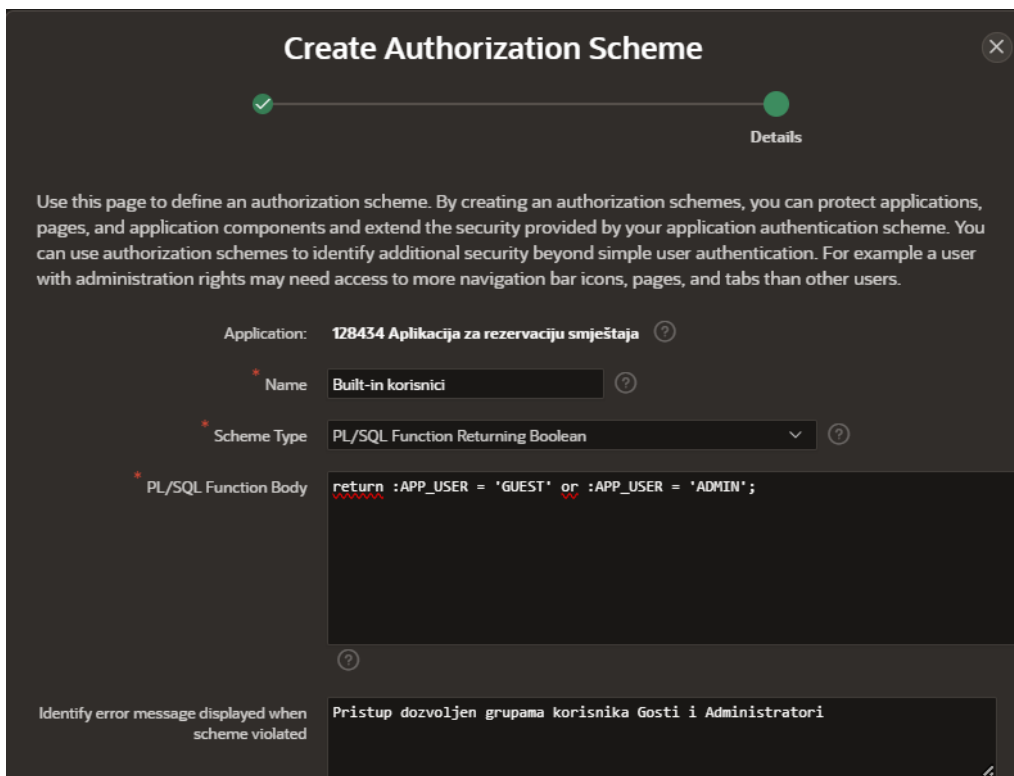 Create Authorization Scheme
Details
Use this page to define an authorization scheme. By creating an authorization schemes, you can protect applications,
pages, and application components and extend the security provided by your application authentication scheme. You
can use authorization schemes to identify additional security beyond simple user authentication. For example a user
with administration rights may need access to more navigation bar icons, pages, and tabs than other users.
Application: 128434 Aplikacija za rezervaciju smještaja ?
* Name Built-in korisnici ?
* Scheme Type PL/SQL Function Returning Boolean ?
* PL/SQL Function Body return :APP_USER = 'GUEST' or :APP_USER = 'ADMIN';
?
Identify error message displayed when Pristup dozvoljen grupama korisnika Gosti i Administratori
scheme violated